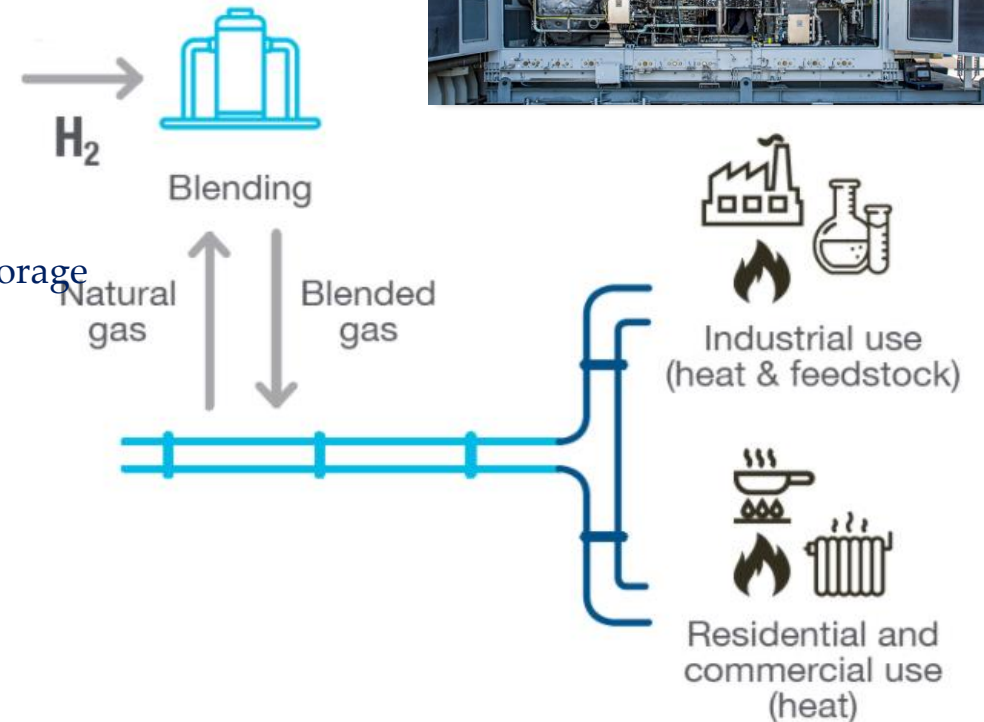 H₂
Blending
orage
Natural
gas
Blended
gas
Industrial use
(heat & feedstock)
Residential and
commercial use
(heat)